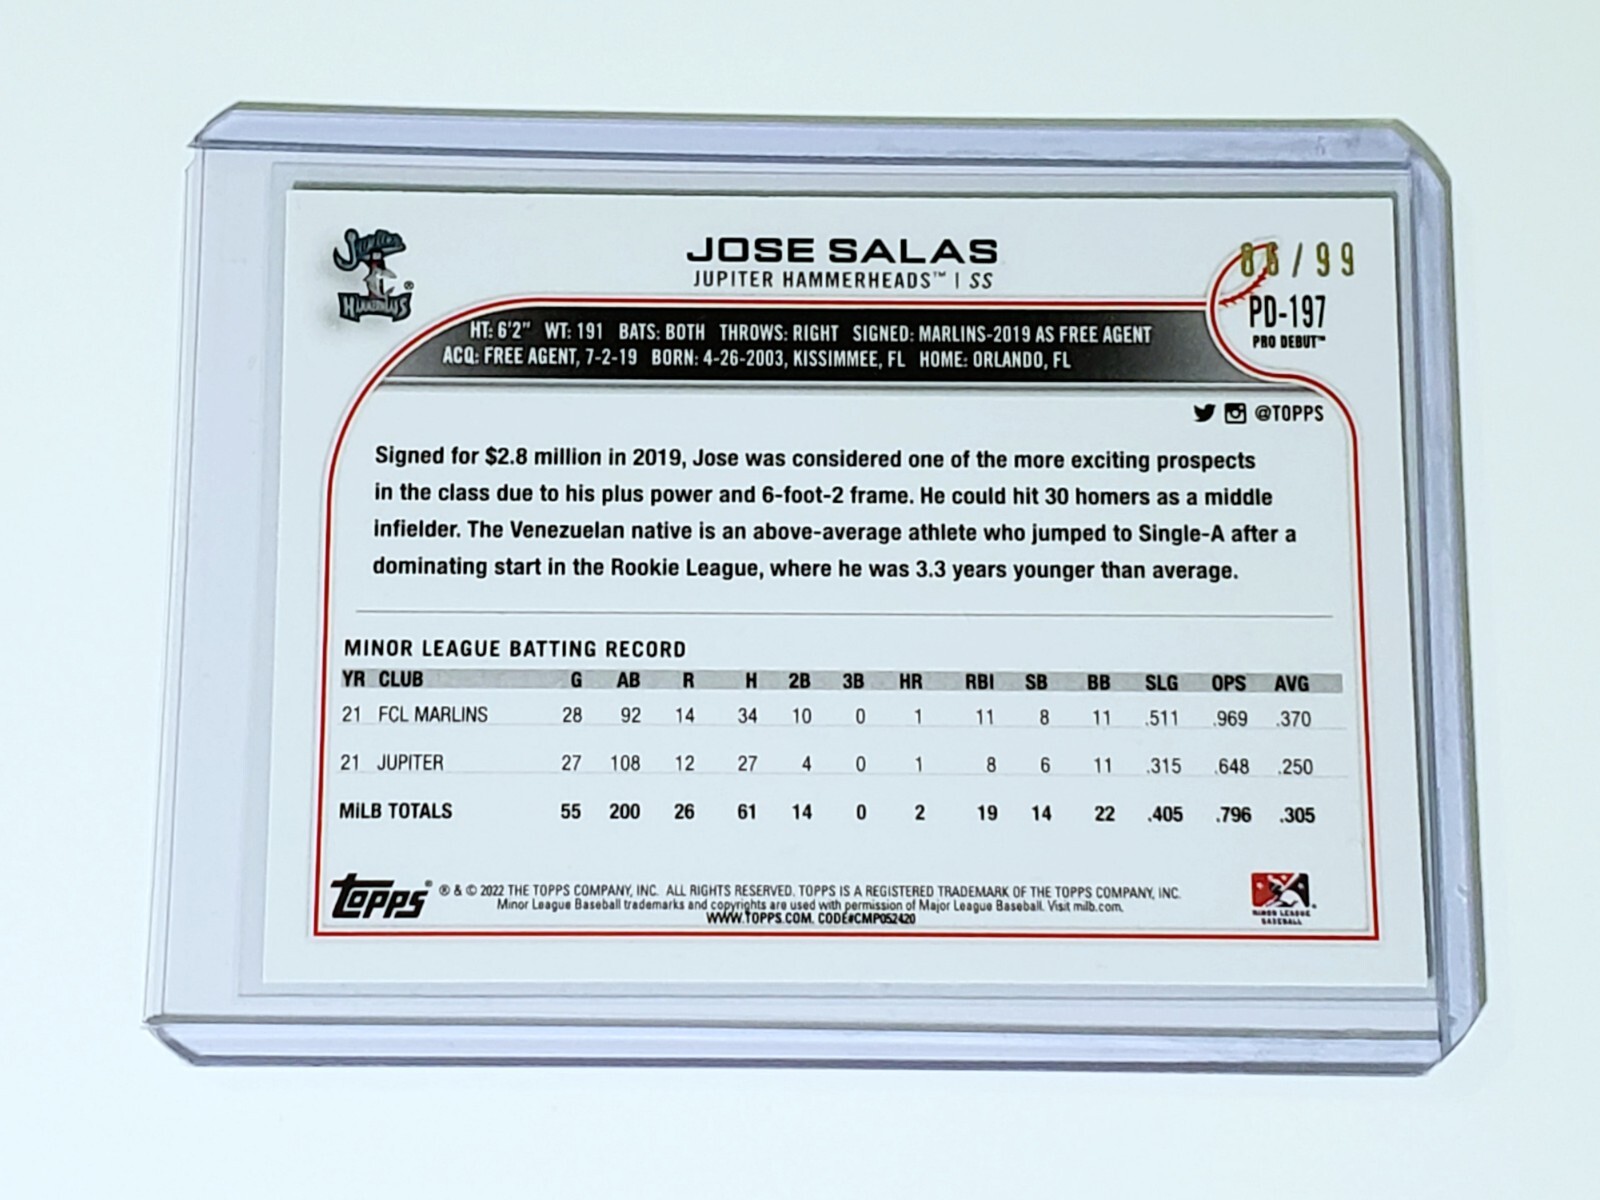 Jupiter
HAMMERHEADS ®
JOSE SALAS
JUPITER HAMMERHEADS™ | SS
/99
PD-197
PRO DEBUT™
HT: 6'2" WT: 191 BATS: BOTH THROWS: RIGHT SIGNED: MARLINS-2019 AS FREE AGENT
ACQ: FREE AGENT, 7-2-19 BORN: 4-26-2003, KISSIMMEE, FL HOME: ORLANDO, FL
@TOPPS
Signed for $2.8 million in 2019, Jose was considered one of the more exciting prospects
in the class due to his plus power and 6-foot-2 frame. He could hit 30 homers as a middle
infielder. The Venezuelan native is an above-average athlete who jumped to Single-A after a
dominating start in the Rookie League, where he was 3.3 years younger than average.
MINOR LEAGUE BATTING RECORD
YR CLUB G AB R H 2B 3B HR RBI SB BB SLG OPS AVG
21 FCL MARLINS 28 92 14 34 10 0 1 11 8 11 .511 .969 .370
21 JUPITER 27 108 12 27 4 0 1 8 6 11 .315 .648 .250
MiLB TOTALS 55 200 26 61 14 0 2 19 14 22 .405 .796 .305
topps® ® & © 2022 THE TOPPS COMPANY, INC. ALL RIGHTS RESERVED. TOPPS IS A REGISTERED TRADEMARK OF THE TOPPS COMPANY, INC.
Minor League Baseball trademarks and copyrights are used with permission of Major League Baseball. Visit milb.com.
WWW.TOPPS.COM. CODE#CMP052420
MINOR LEAGUE
BASEBALL